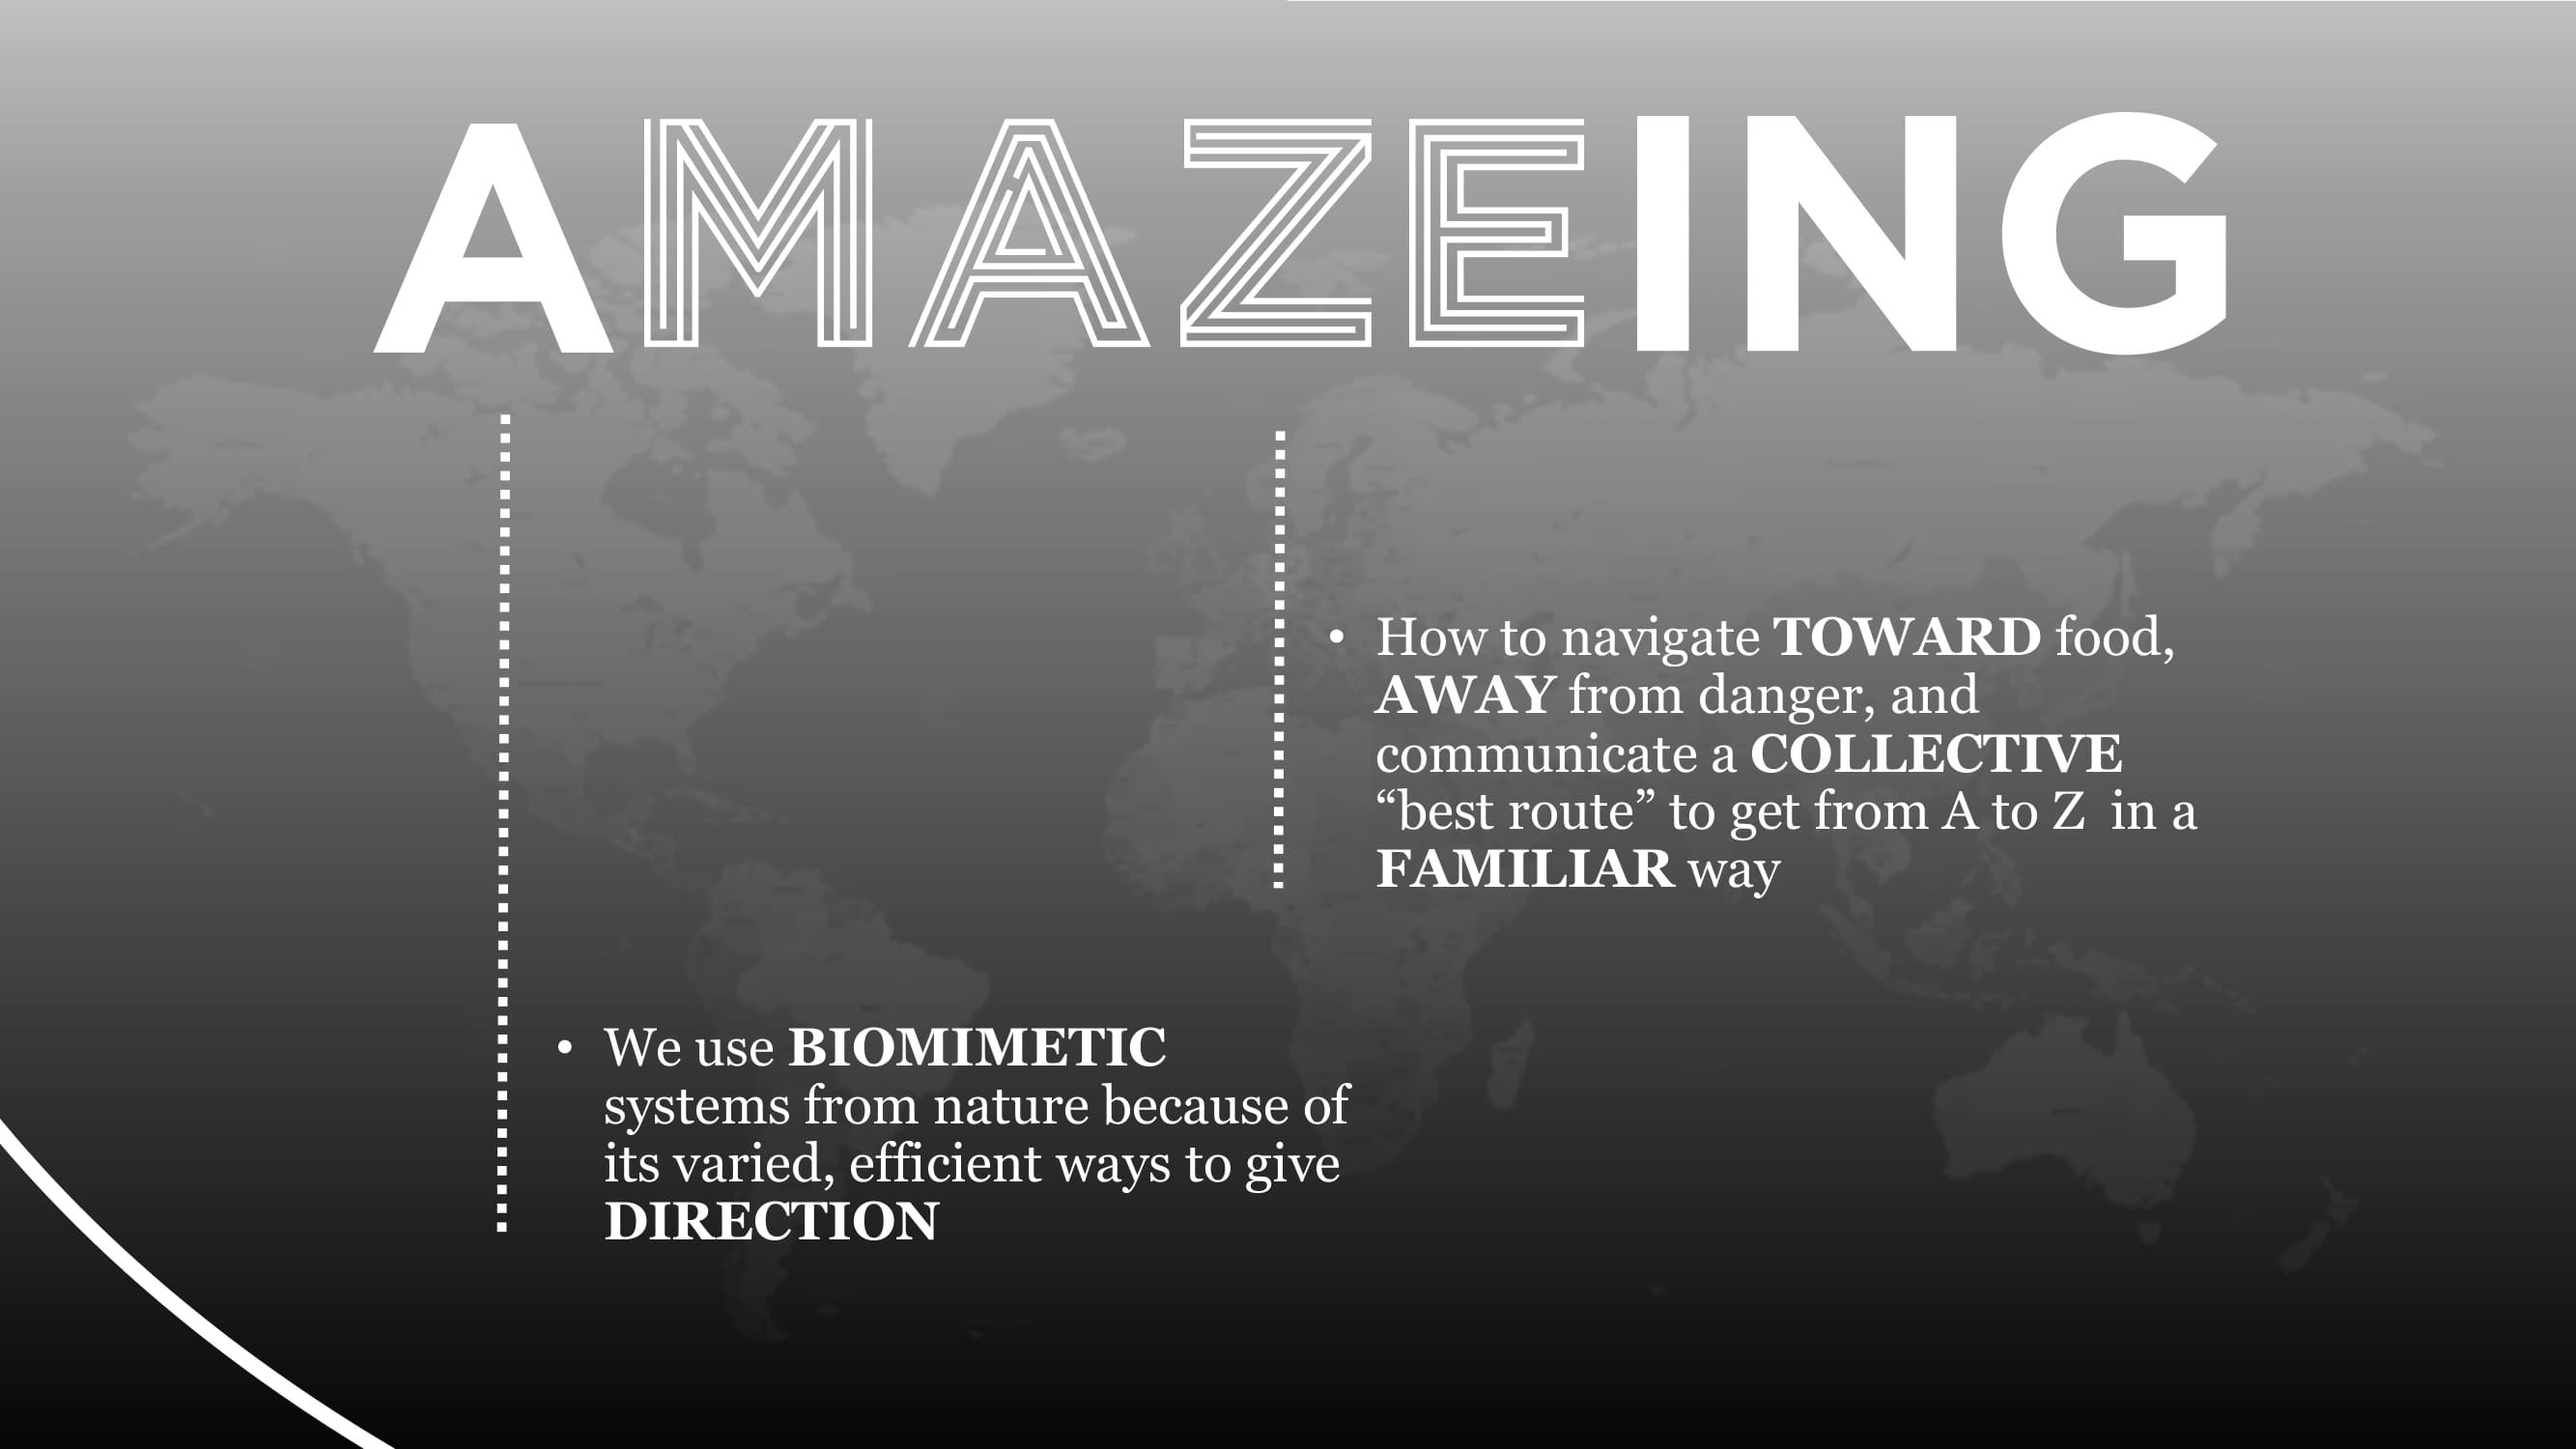 AMAZEING
• How to navigate TOWARD food,
AWAY from danger, and
communicate a COLLECTIVE
“best route” to get from A to Z  in a
FAMILIAR way
• We use BIOMIMETIC
systems from nature because of
its varied, efficient ways to give
DIRECTION